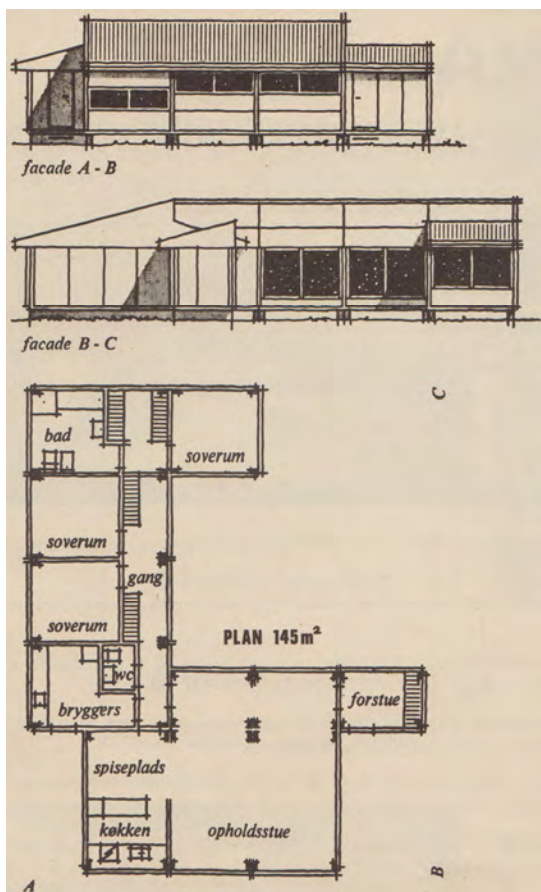 facade A - B
facade B - C
C
bad
soverum
soverum
gang
soverum
PLAN 145m²
wc
bryggers
forstue
spiseplads
køkken
opholdsstue
A
B